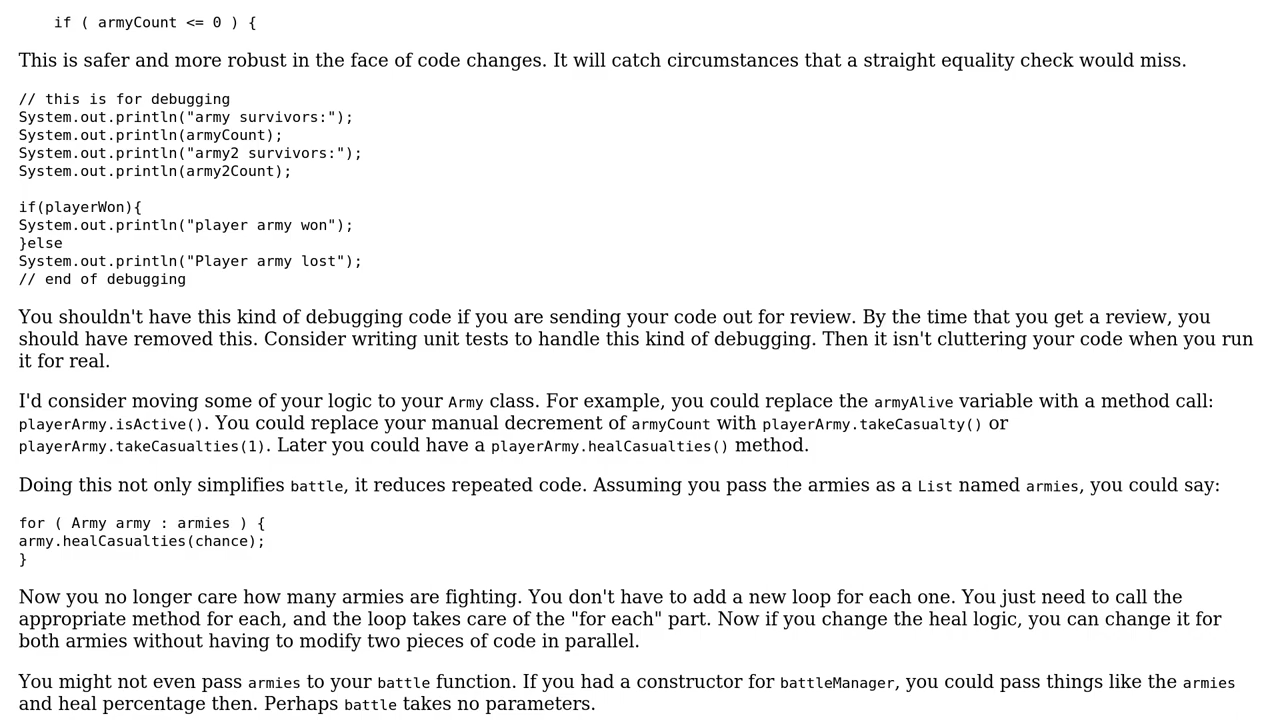 if ( armyCount <= 0 ) {
This is safer and more robust in the face of code changes. It will catch circumstances that a straight equality check would miss.
// this is for debugging
System.out.println("army survivors:");
System.out.println(armyCount);
System.out.println("army2 survivors:");
System.out.println(army2Count);
if(playerWon){
System.out.println("player army won");
}else
System.out.println("Player army lost");
// end of debugging
You shouldn't have this kind of debugging code if you are sending your code out for review. By the time that you get a review, you
should have removed this. Consider writing unit tests to handle this kind of debugging. Then it isn't cluttering your code when you run
it for real.
I'd consider moving some of your logic to your Army class. For example, you could replace the armyAlive variable with a method call:
playerArmy.isActive(). You could replace your manual decrement of armyCount with playerArmy.takeCasualty() or
playerArmy.takeCasualties(1). Later you could have a playerArmy.healCasualties() method.
Doing this not only simplifies battle, it reduces repeated code. Assuming you pass the armies as a List named armies, you could say:
for ( Army army : armies ) {
army.healCasualties(chance);
}
Now you no longer care how many armies are fighting. You don't have to add a new loop for each one. You just need to call the
appropriate method for each, and the loop takes care of the "for each" part. Now if you change the heal logic, you can change it for
both armies without having to modify two pieces of code in parallel.
You might not even pass armies to your battle function. If you had a constructor for battleManager, you could pass things like the armies
and heal percentage then. Perhaps battle takes no parameters.